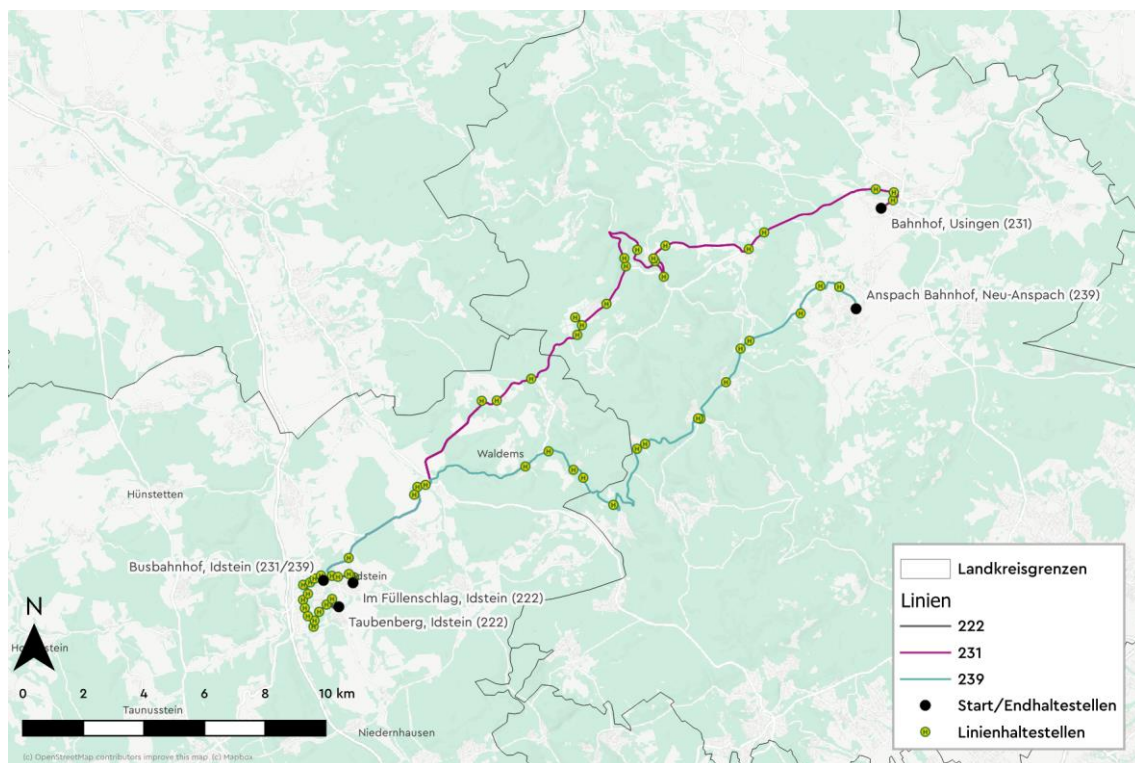 Bahnhof, Usingen (231)
Anspach Bahnhof, Neu-Anspach (239)
Waldems
Hünstetten
Busbahnhof, Idstein (231/239)
Im Füllenschlag, Idstein (222)
Taubenberg, Idstein (222)
N
0 2 4 6 8 10 km
Taunusstein
Niedernhausen
(c) OpenStreetMap contributors improve this map. (c) Mapbox
Landkreisgrenzen
Linien
222
231
239
Start/Endhaltestellen
Linienhaltestellen